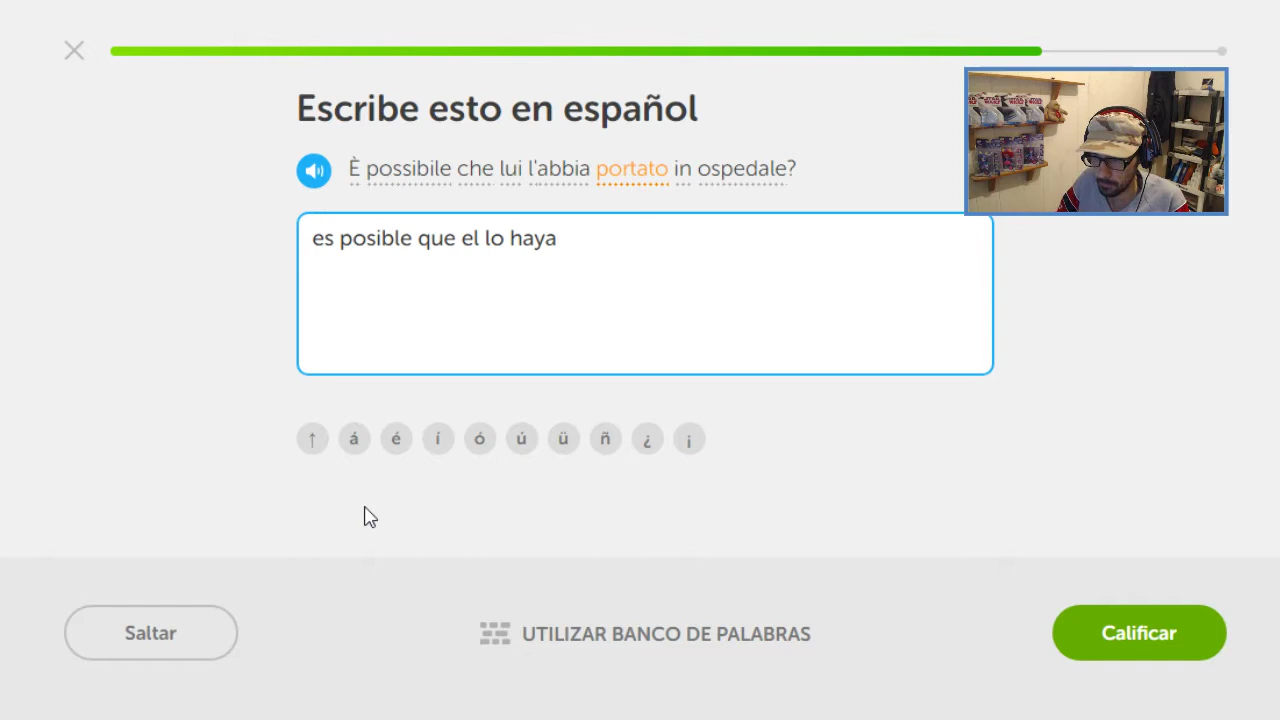 Escribe esto en español
È possibile che lui l'abbia portato in ospedale?
es posible que el lo haya
↑ á é í ó ú ü ñ ¿ ¡
Saltar
UTILIZAR BANCO DE PALABRAS
Calificar